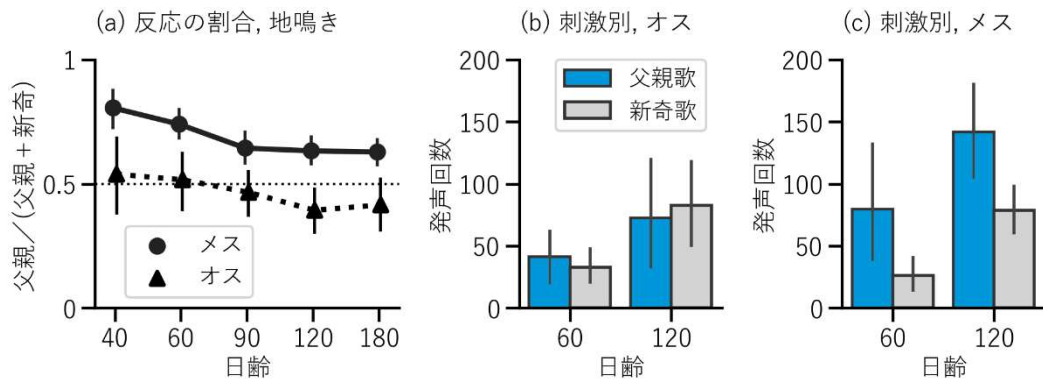 (a) 反応の割合, 地鳴き
1
0.5
0
父親／(父親＋新奇)
メス
オス
40 60 90 120 180
日齢
(b) 刺激別, オス
200
150
100
50
0
発声回数
父親歌
新奇歌
60 120
日齢
(c) 刺激別, メス
200
150
100
50
0
発声回数
60 120
日齢